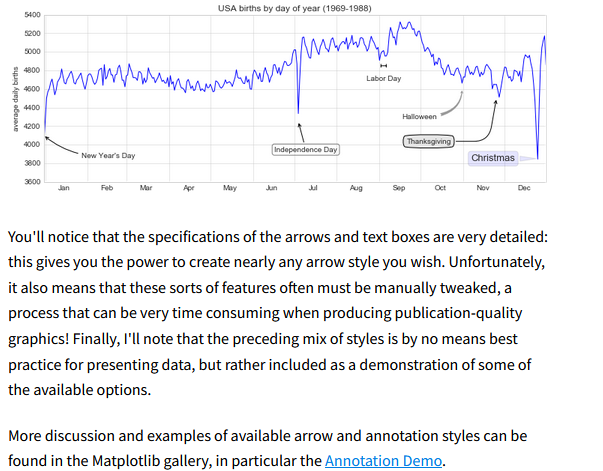 USA births by day of year (1969-1988)
5400
5200
5000
4800
4600
4400
4200
4000
3800
3600
average daily births
Labor Day
Halloween
Thanksgiving
Independence Day
New Year's Day
Christmas
Jan Feb Mar Apr May Jun Jul Aug Sep Oct Nov Dec
You'll notice that the specifications of the arrows and text boxes are very detailed:
this gives you the power to create nearly any arrow style you wish. Unfortunately,
it also means that these sorts of features often must be manually tweaked, a
process that can be very time consuming when producing publication-quality
graphics! Finally, I'll note that the preceding mix of styles is by no means best
practice for presenting data, but rather included as a demonstration of some of
the available options.
More discussion and examples of available arrow and annotation styles can be
found in the Matplotlib gallery, in particular the Annotation Demo.